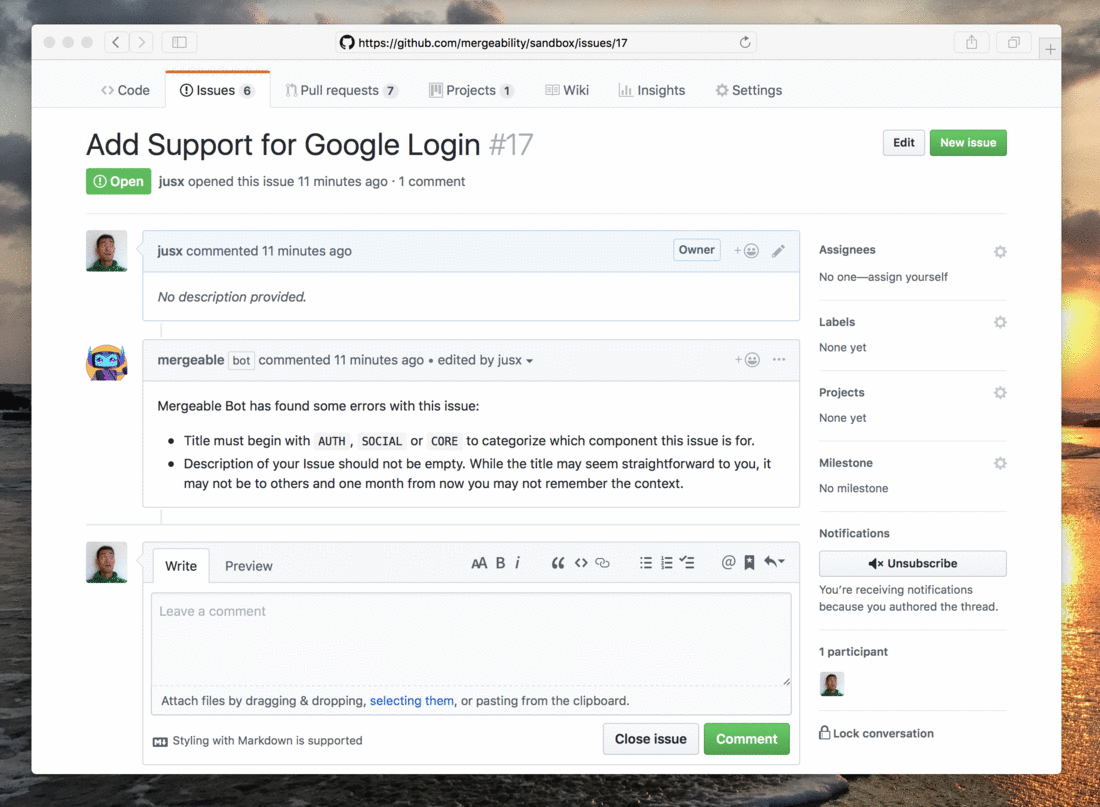 https://github.com/mergeability/sandbox/issues/17
Code Issues 6 Pull requests 7 Projects 1 Wiki Insights Settings
Add Support for Google Login #17
Edit New issue
Open jusx opened this issue 11 minutes ago · 1 comment
jusx commented 11 minutes ago Owner
No description provided.
mergeable bot commented 11 minutes ago • edited by jusx
Mergeable Bot has found some errors with this issue:
• Title must begin with AUTH , SOCIAL or CORE to categorize which component this issue is for.
• Description of your Issue should not be empty. While the title may seem straightforward to you, it
may not be to others and one month from now you may not remember the context.
Write Preview
Leave a comment
Attach files by dragging & dropping, selecting them, or pasting from the clipboard.
Styling with Markdown is supported
Close issue Comment
Assignees
No one—assign yourself
Labels
None yet
Projects
None yet
Milestone
No milestone
Notifications
Unsubscribe
You’re receiving notifications
because you authored the thread.
1 participant
Lock conversation